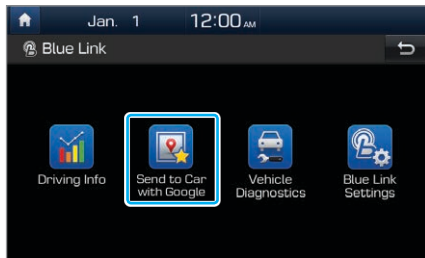 Jan. 1 12:00 AM
Blue Link
Driving Info
Send to Car
with Google
Vehicle
Diagnostics
Blue Link
Settings